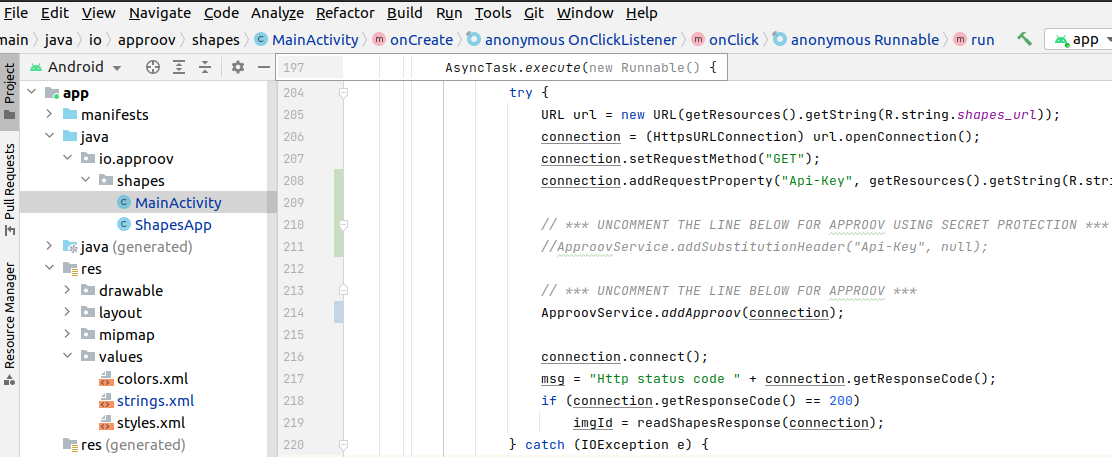 File Edit View Navigate Code Analyze Refactor Build Run Tools Git Window Help
main java io approov shapes MainActivity onCreate anonymous OnClickListener onClick anonymous Runnable run app
Project
Pull Requests
Resource Manager
Android
app
manifests
java
io.approov
shapes
MainActivity
ShapesApp
java (generated)
res
drawable
layout
mipmap
values
colors.xml
strings.xml
styles.xml
res (generated)
197 AsyncTask.execute(new Runnable() {
204 try {
205 URL url = new URL(getResources().getString(R.string.shapes_url));
206 connection = (HttpsURLConnection) url.openConnection();
207 connection.setRequestMethod("GET");
208 connection.addRequestProperty("Api-Key", getResources().getString(R.stri
209
210 // *** UNCOMMENT THE LINE BELOW FOR APPROOV USING SECRET PROTECTION ***
211 //ApproovService.addSubstitutionHeader("Api-Key", null);
212
213 // *** UNCOMMENT THE LINE BELOW FOR APPROOV ***
214 ApproovService.addApproov(connection);
215
216 connection.connect();
217 msg = "Http status code " + connection.getResponseCode();
218 if (connection.getResponseCode() == 200)
219 imgId = readShapesResponse(connection);
220 } catch (IOException e) {